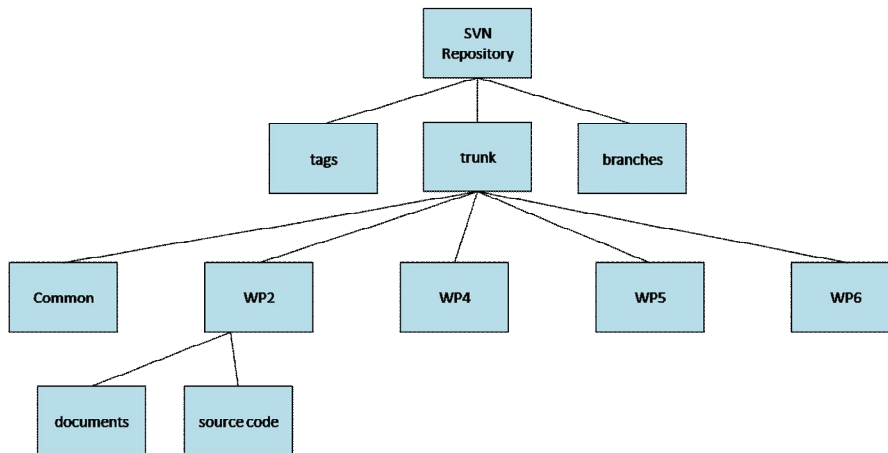 SVN
Repository
tags
trunk
branches
Common
WP2
WP4
WP5
WP6
documents
source code